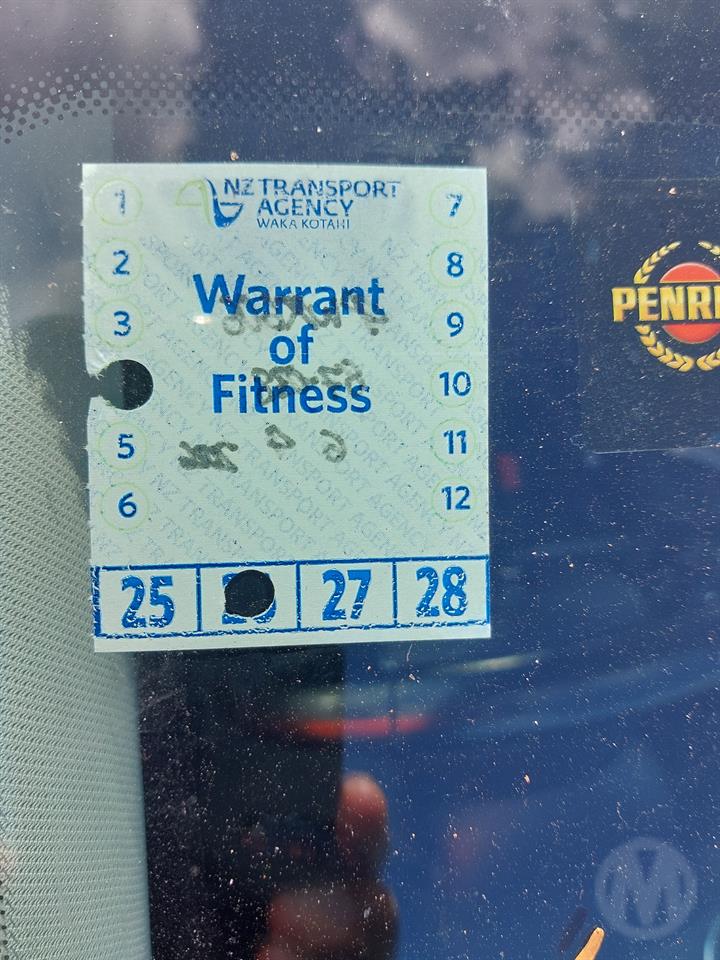 NZ TRANSPORT
AGENCY
WAKA KOTAHI
1
2
3
5
6
7
8
9
10
11
12
Warrant
of
Fitness
25
27
28
M